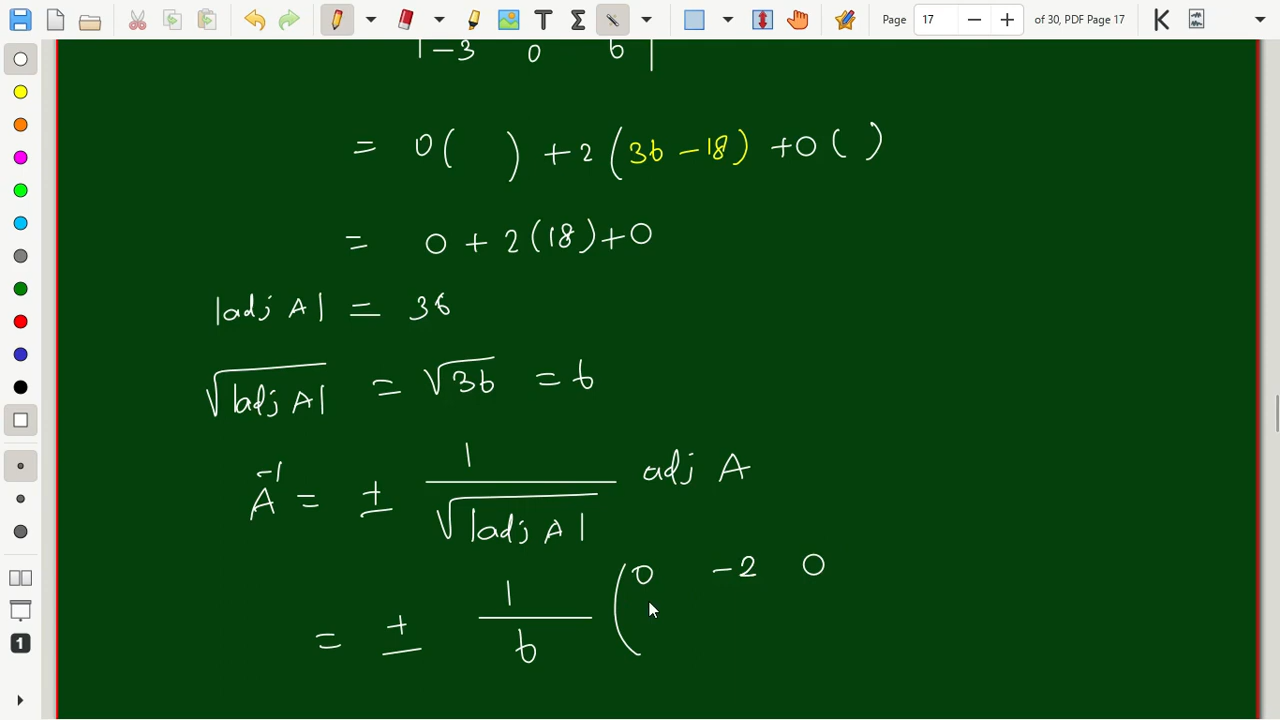 Page 17 of 30, PDF Page 17
|-3 0 6|
= 0( ) +2(36-18) +0( )
= 0 + 2(18)+0
|adj A| = 36
√|adj A| = √36 = 6
A⁻¹ = ± 1/√|adj A| adj A
= ± 1/6 (0 -2 0